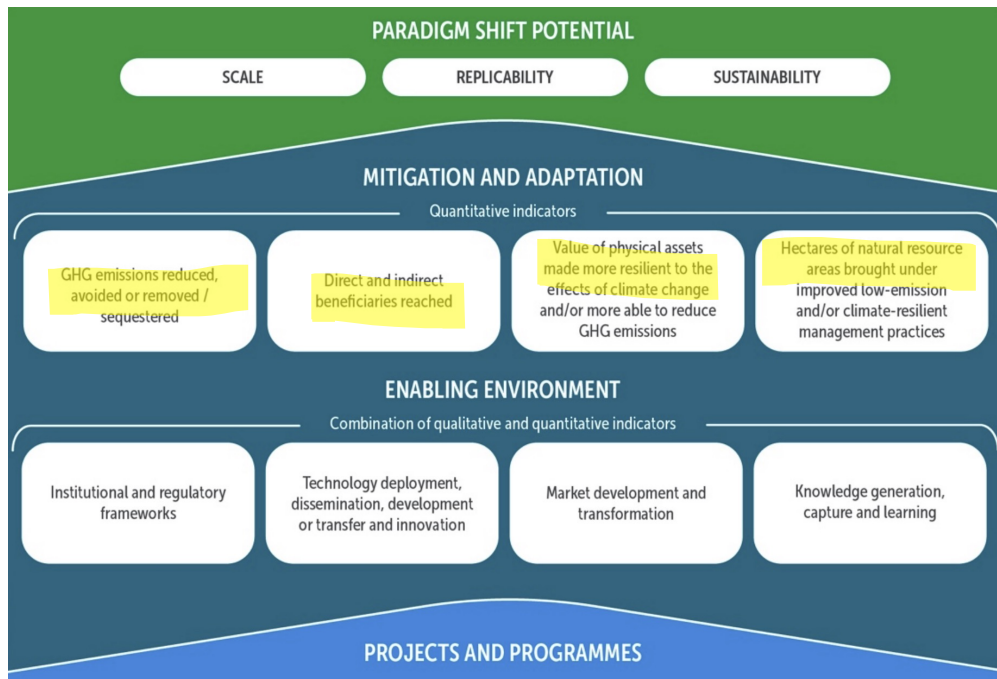 PARADIGM SHIFT POTENTIAL
SCALE
REPLICABILITY
SUSTAINABILITY
MITIGATION AND ADAPTATION
Quantitative indicators
GHG emissions reduced,
avoided or removed /
sequestered
Direct and indirect
beneficiaries reached
Value of physical assets
made more resilient to the
effects of climate change
and/or more able to reduce
GHG emissions
Hectares of natural resource
areas brought under
improved low-emission
and/or climate-resilient
management practices
ENABLING ENVIRONMENT
Combination of qualitative and quantitative indicators
Institutional and regulatory
frameworks
Technology deployment,
dissemination, development
or transfer and innovation
Market development and
transformation
Knowledge generation,
capture and learning
PROJECTS AND PROGRAMMES